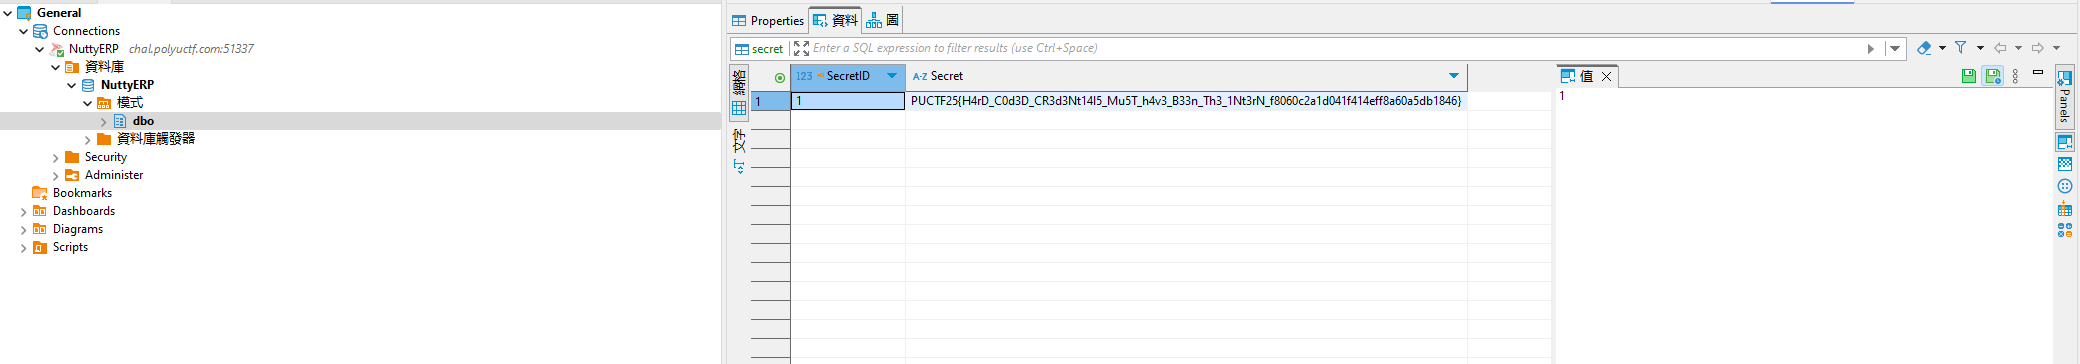 General
Connections
NuttyERP chal.polyuctf.com:51337
資料庫
NuttyERP
模式
dbo
資料庫觸發器
Security
Administer
Bookmarks
Dashboards
Diagrams
Scripts
Properties 資料 圖
secret Enter a SQL expression to filter results (use Ctrl+Space)
網格
文字
123 SecretID A-Z Secret
1 1 PUCTF25{H4rD_C0d3D_CR3d3Nt14l5_Mu5T_h4v3_B33n_Th3_1Nt3rN_f8060c2a1d041f414eff8a60a5db1846}
值
1
Panels